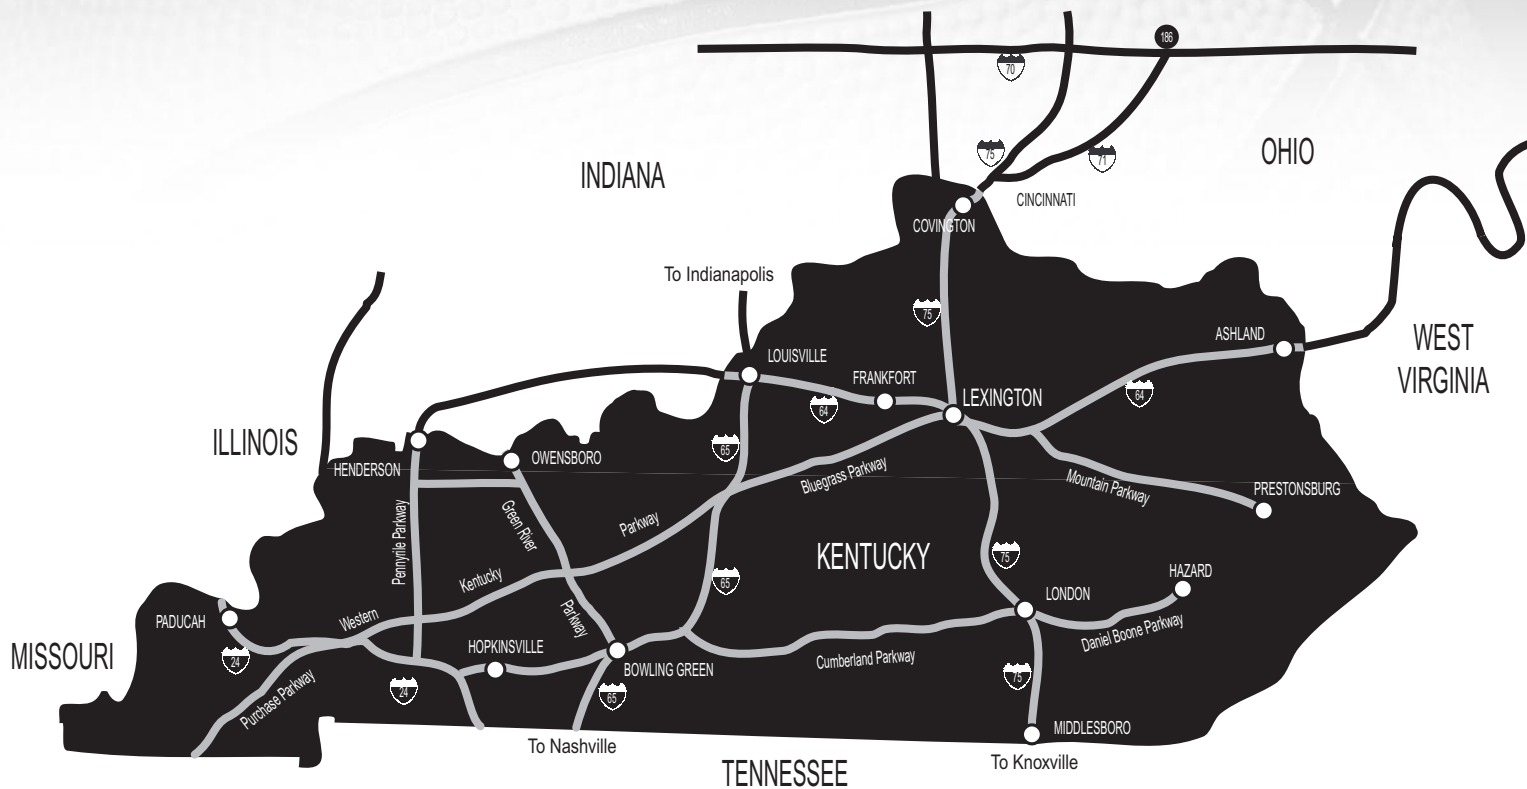 186
70
75
71
OHIO
INDIANA
CINCINNATI
COVINGTON
To Indianapolis
75
ASHLAND
WEST
VIRGINIA
LOUISVILLE
FRANKFORT
LEXINGTON
64
64
ILLINOIS
HENDERSON
OWENSBORO
65
Bluegrass Parkway
Mountain Parkway
PRESTONSBURG
Pennyrile Parkway
Green River
Parkway
KENTUCKY
75
Kentucky
65
HAZARD
LONDON
PADUCAH
Western
Parkway
Daniel Boone Parkway
MISSOURI
24
HOPKINSVILLE
BOWLING GREEN
Cumberland Parkway
75
Purchase Parkway
24
65
MIDDLESBORO
To Nashville
To Knoxville
TENNESSEE